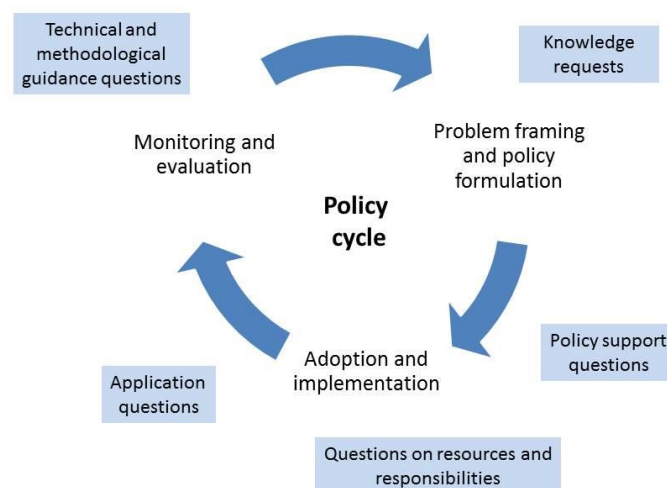 Technical and
methodological
guidance questions
Knowledge
requests
Monitoring and
evaluation
Problem framing
and policy
formulation
Policy
cycle
Adoption and
implementation
Policy support
questions
Application
questions
Questions on resources and
responsibilities